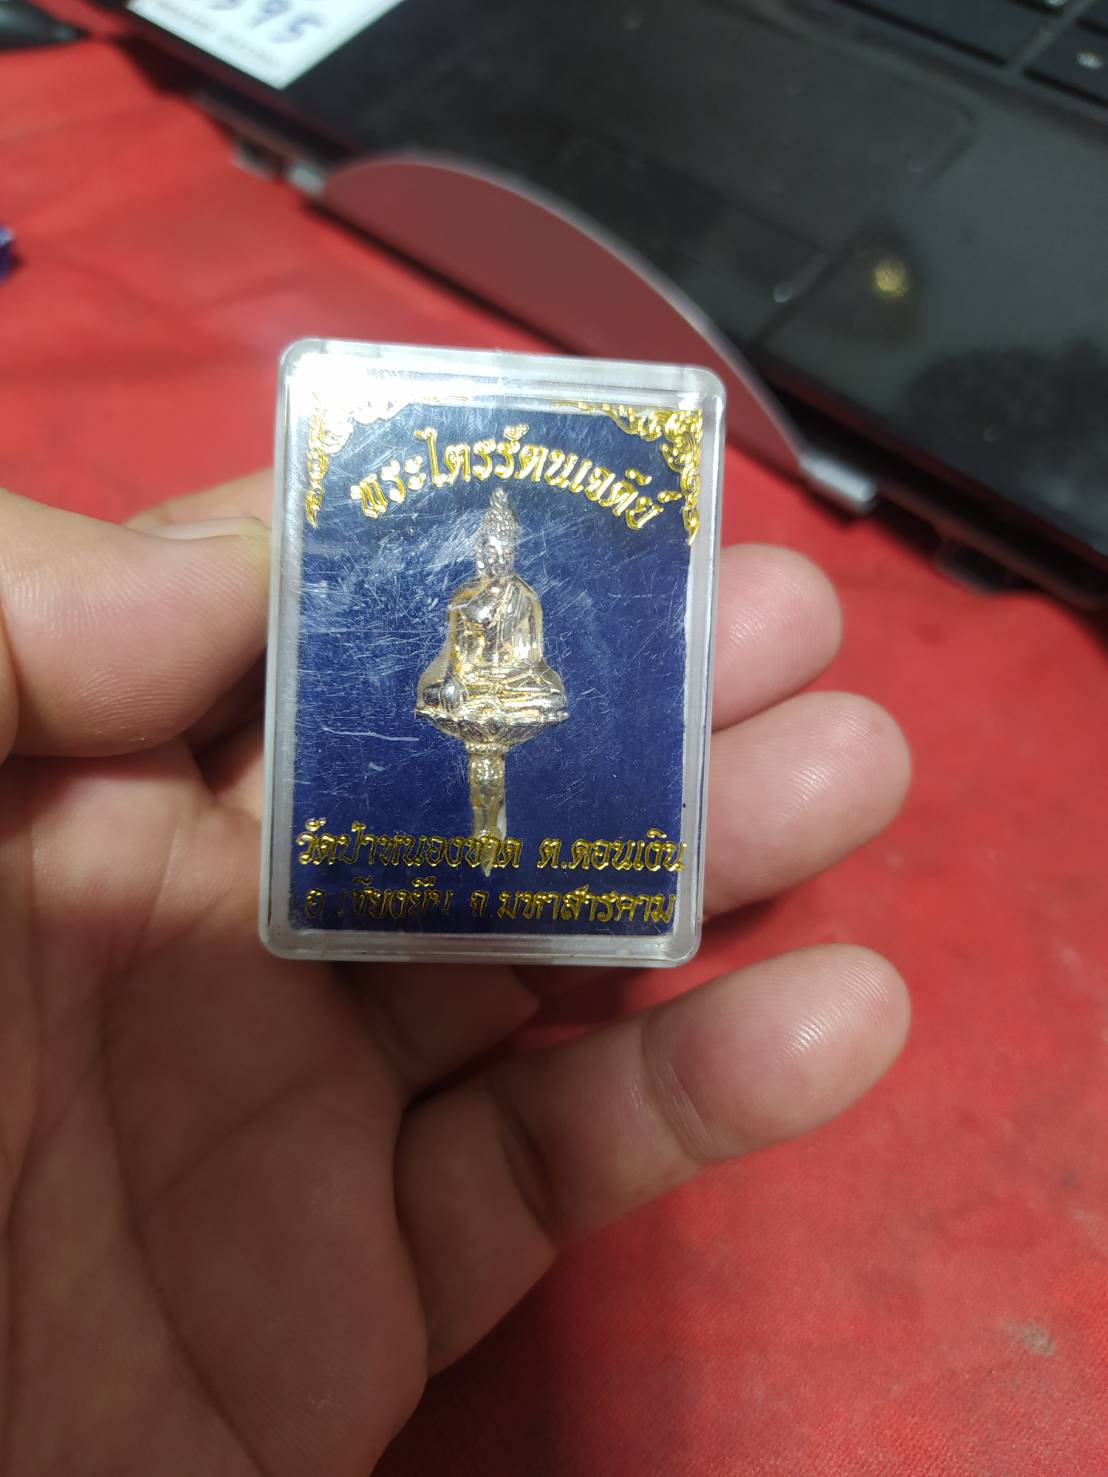 595
พระไตรรัตนเจดีย์
วัดป่าหนองชาด ต.ดอนเงิน
อ.เชียงยืน จ.มหาสารคาม